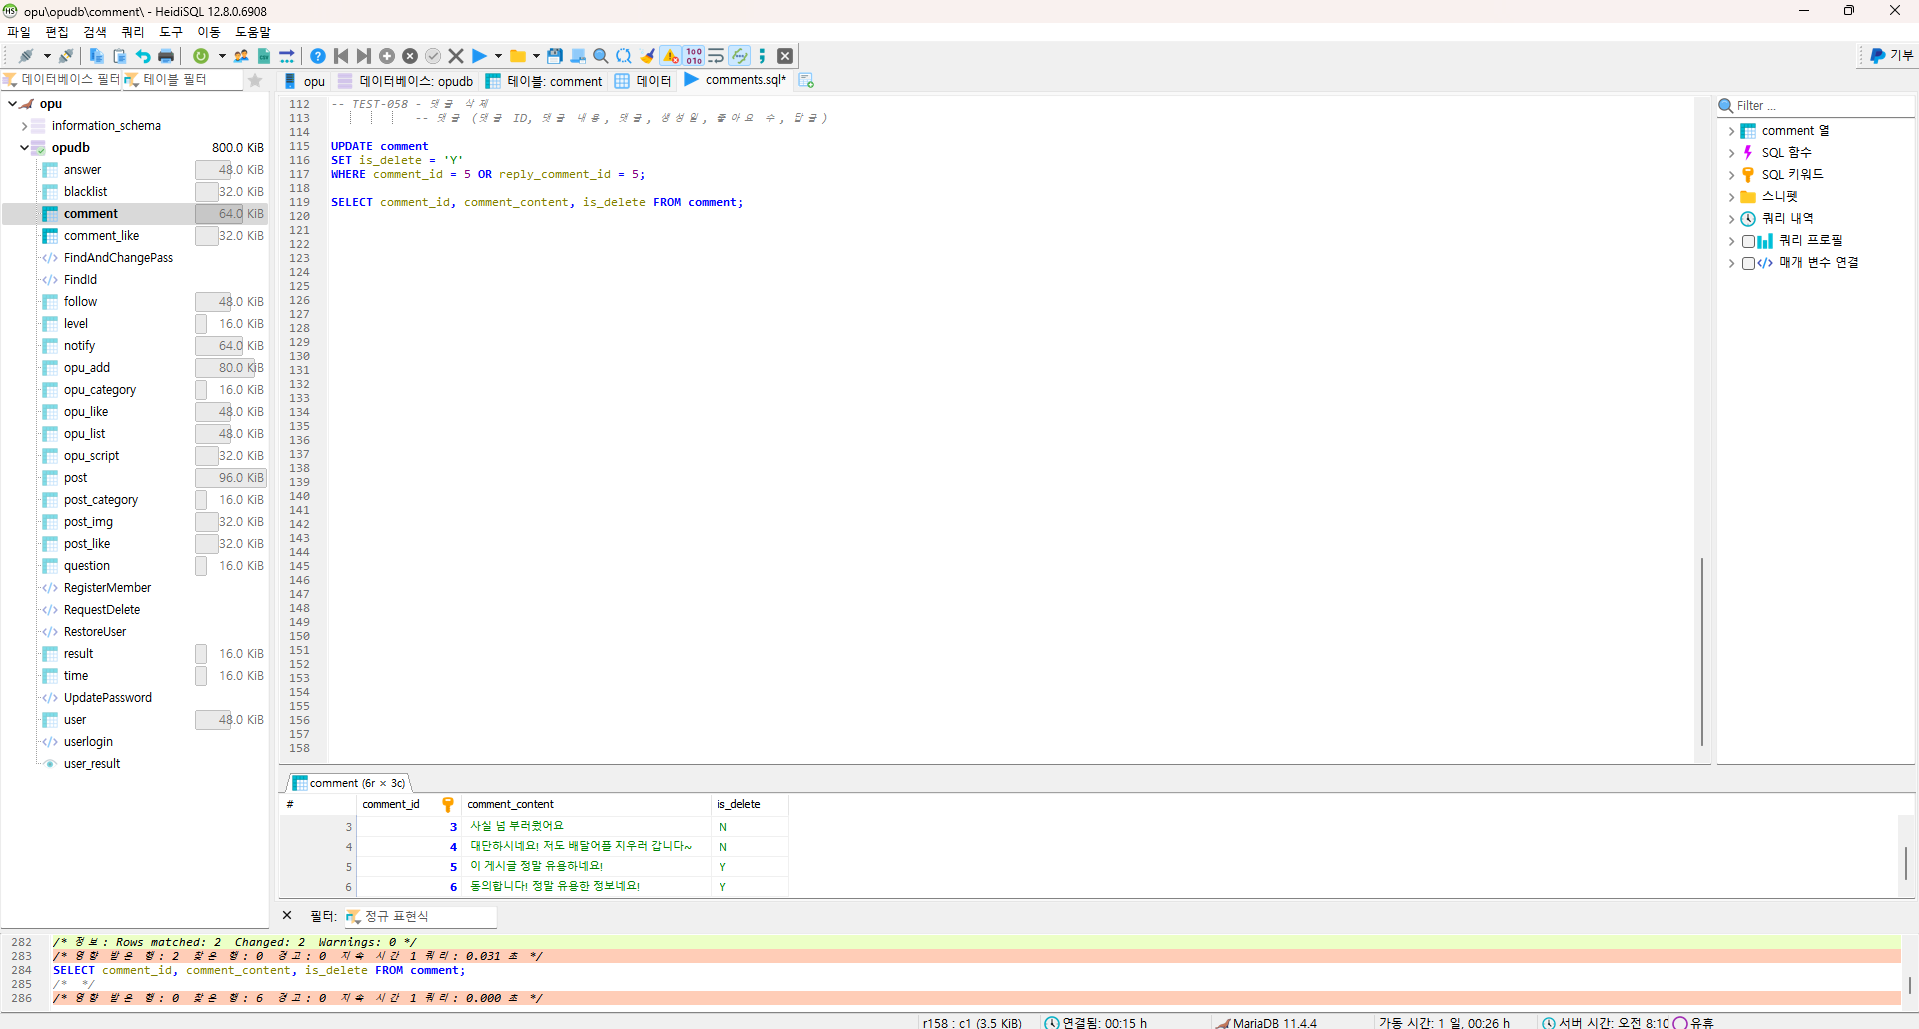 opu\opudb\comment\ - HeidiSQL 12.8.0.6908
파일 편집 검색 쿼리 도구 이동 도움말
기부
데이터베이스 필터 테이블 필터
opu 데이터베이스: opudb 테이블: comment 데이터 comments.sql*
opu
information_schema
opudb 800.0 KiB
answer 48.0 KiB
blacklist 32.0 KiB
comment 64.0 KiB
comment_like 32.0 KiB
FindAndChangePass
FindId
follow 48.0 KiB
level 16.0 KiB
notify 64.0 KiB
opu_add 80.0 KiB
opu_category 16.0 KiB
opu_like 48.0 KiB
opu_list 48.0 KiB
opu_script 32.0 KiB
post 96.0 KiB
post_category 16.0 KiB
post_img 32.0 KiB
post_like 32.0 KiB
question 16.0 KiB
RegisterMember
RequestDelete
RestoreUser
result 16.0 KiB
time 16.0 KiB
UpdatePassword
user 48.0 KiB
userlogin
user_result
112 -- TEST-058 - 댓글 삭제
113 -- 댓글 (댓글 ID, 댓글 내용, 댓글, 생성일, 좋아요 수, 답글)
114
115 UPDATE comment
116 SET is_delete = 'Y'
117 WHERE comment_id = 5 OR reply_comment_id = 5;
118
119 SELECT comment_id, comment_content, is_delete FROM comment;
120
121
122
123
124
125
126
127
128
129
130
131
132
133
134
135
136
137
138
139
140
141
142
143
144
145
146
147
148
149
150
151
152
153
154
155
156
157
158
Filter ...
comment 열
SQL 함수
SQL 키워드
스니펫
쿼리 내역
쿼리 프로필
매개 변수 연결
comment (6r × 3c)
# comment_id comment_content is_delete
3 3 사실 넘 부러웠어요 N
4 4 대단하시네요! 저도 배달어플 지우러 갑니다~ N
5 5 이 게시글 정말 유용하네요! Y
6 6 동의합니다! 정말 유용한 정보네요! Y
필터: 정규 표현식
282 /* 정보: Rows matched: 2 Changed: 2 Warnings: 0 */
283 /* 영향 받은 행: 2 찾은 행: 0 경고: 0 지속 시간 1 쿼리: 0.031 초 */
284 SELECT comment_id, comment_content, is_delete FROM comment;
285 /* */
286 /* 영향 받은 행: 0 찾은 행: 6 경고: 0 지속 시간 1 쿼리: 0.000 초 */
r158 : c1 (3.5 KiB) 연결됨: 00:15 h MariaDB 11.4.4 가동 시간: 1 일, 00:26 h 서버 시간: 오전 8:10 유휴